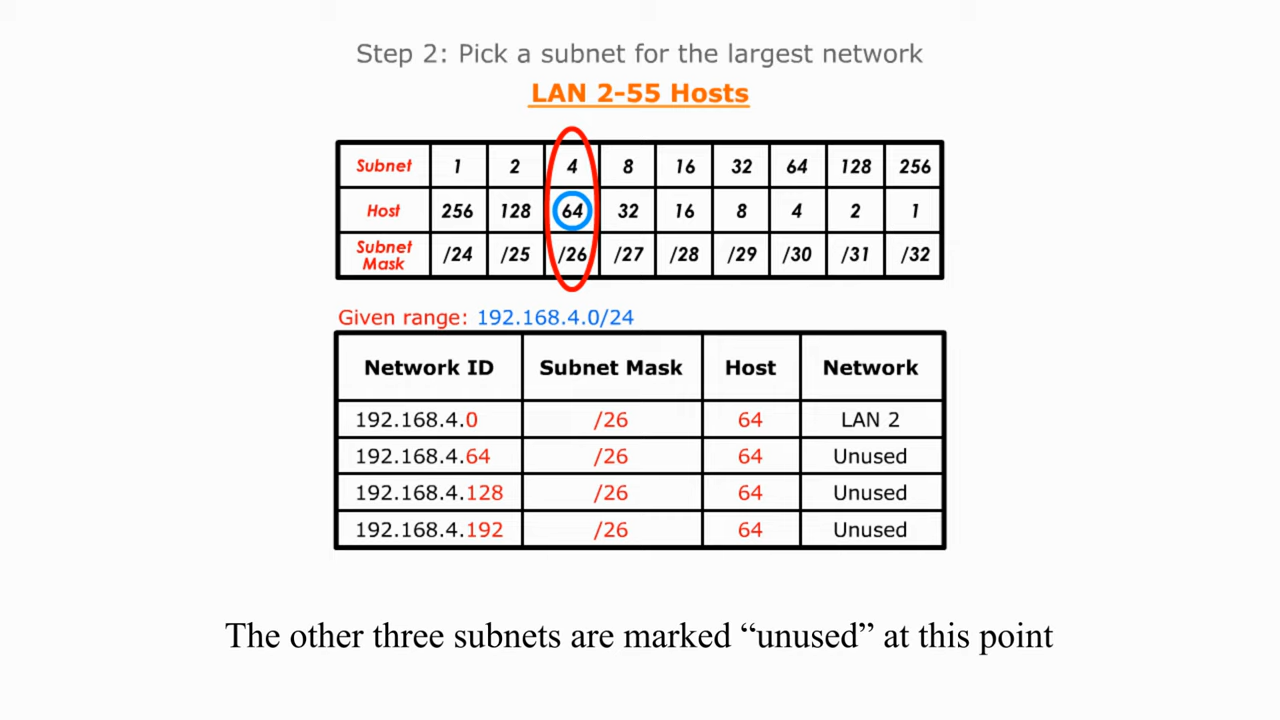 Step 2: Pick a subnet for the largest network
LAN 2-55 Hosts
Subnet 1 2 4 8 16 32 64 128 256
Host 256 128 64 32 16 8 4 2 1
Subnet Mask /24 /25 /26 /27 /28 /29 /30 /31 /32
Given range: 192.168.4.0/24
Network ID Subnet Mask Host Network
192.168.4.0 /26 64 LAN 2
192.168.4.64 /26 64 Unused
192.168.4.128 /26 64 Unused
192.168.4.192 /26 64 Unused
The other three subnets are marked “unused” at this point